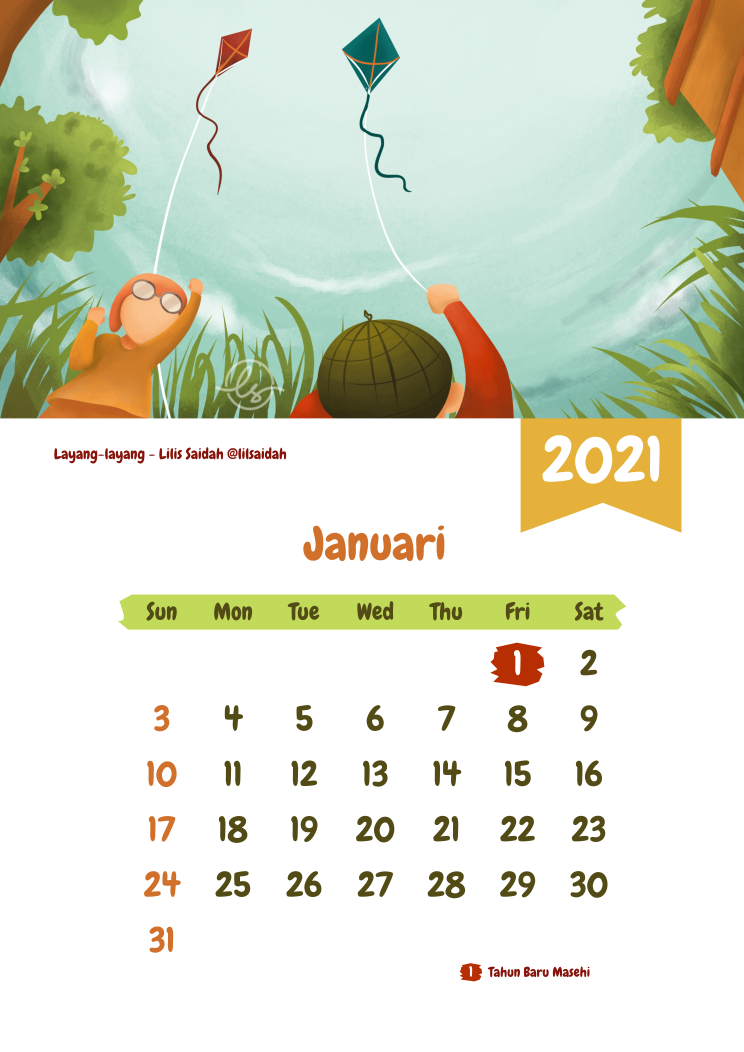 ls
Layang-layang - Lilis Saidah @lilsaidah
2021
Januari
Sun Mon Tue Wed Thu Fri Sat
1 2
3 4 5 6 7 8 9
10 11 12 13 14 15 16
17 18 19 20 21 22 23
24 25 26 27 28 29 30
31
1 Tahun Baru Masehi